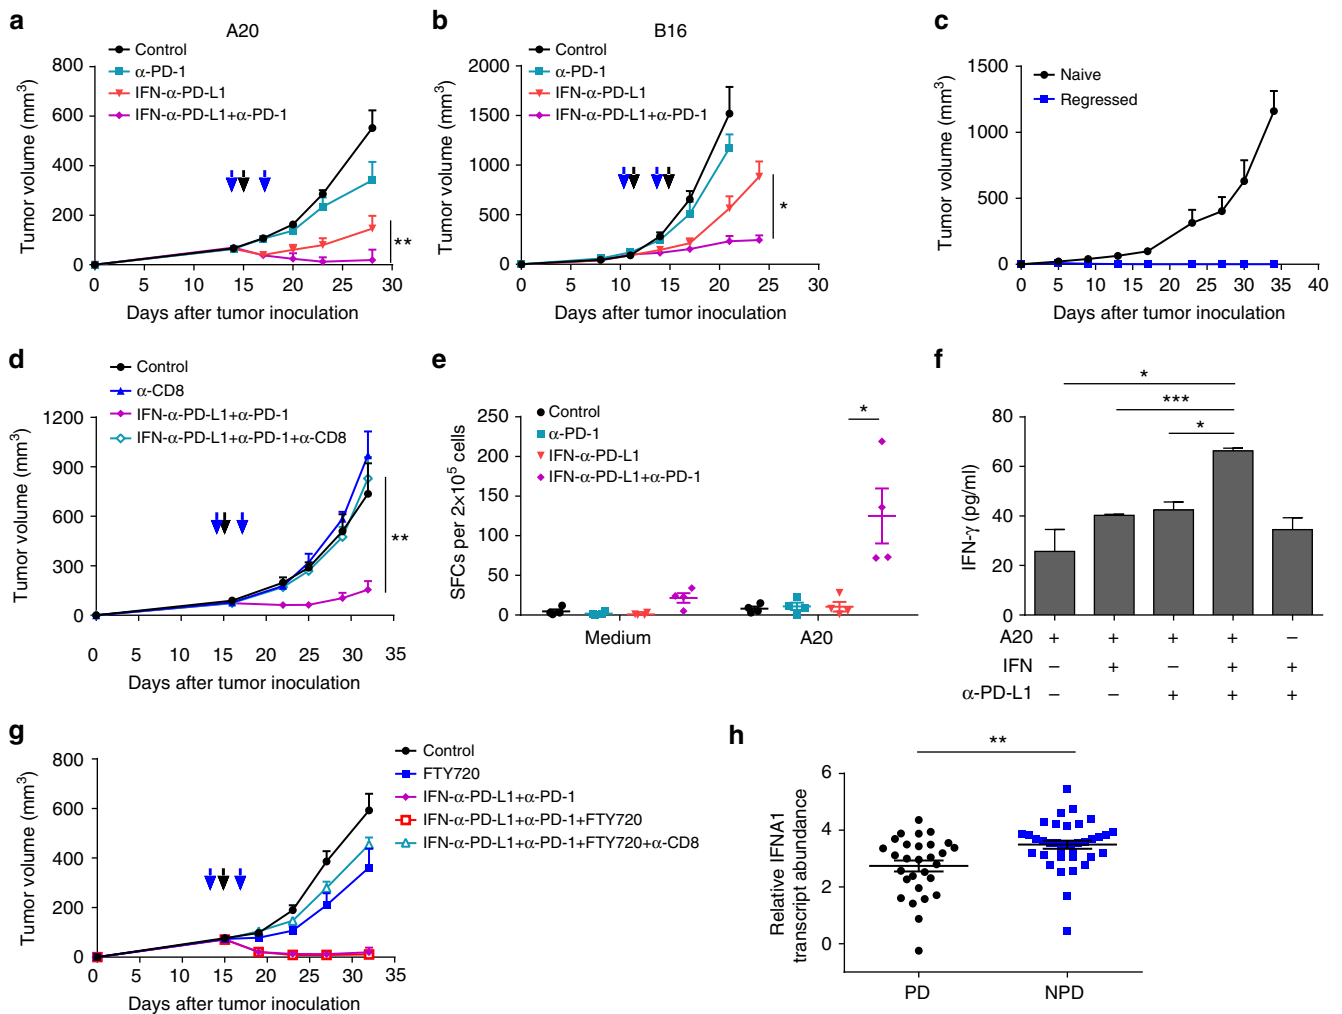 a
A20
Control
α-PD-1
IFN-α-PD-L1
IFN-α-PD-L1+α-PD-1
Tumor volume (mm3)
800
600
400
200
0
**
0 5 10 15 20 25 30
Days after tumor inoculation
b
B16
Control
α-PD-1
IFN-α-PD-L1
IFN-α-PD-L1+α-PD-1
Tumor volume (mm3)
2000
1500
1000
500
0
*
0 5 10 15 20 25 30
Days after tumor inoculation
c
Naive
Regressed
Tumor volume (mm3)
1500
1000
500
0
0 5 10 15 20 25 30 35 40
Days after tumor inoculation
d
Control
α-CD8
IFN-α-PD-L1+α-PD-1
IFN-α-PD-L1+α-PD-1+α-CD8
Tumor volume (mm3)
1200
900
600
300
0
**
0 5 10 15 20 25 30 35
Days after tumor inoculation
e
Control
α-PD-1
IFN-α-PD-L1
IFN-α-PD-L1+α-PD-1
SFCs per 2×105 cells
250
200
150
100
50
0
*
Medium A20
f
*
***
*
IFN-γ (pg/ml)
80
60
40
20
0
A20 + + + + −
IFN − + − + +
α-PD-L1 − − + + +
g
Control
FTY720
IFN-α-PD-L1+α-PD-1
IFN-α-PD-L1+α-PD-1+FTY720
IFN-α-PD-L1+α-PD-1+FTY720+α-CD8
Tumor volume (mm3)
800
600
400
200
0
0 5 10 15 20 25 30 35
Days after tumor inoculation
h
**
Relative IFNA1
transcript abundance
6
4
2
0
PD NPD